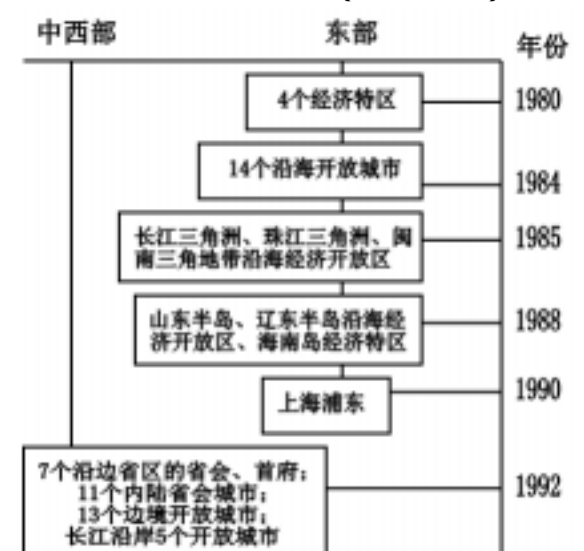 中西部
东部
年份
4个经济特区
1980
14个沿海开放城市
1984
长江三角洲、珠江三角洲、闽
南三角地带沿海经济开放区
1985
山东半岛、辽东半岛沿海经
济开放区、海南岛经济特区
1988
上海浦东
1990
7个沿边省区的省会、首府；
11个内陆省会城市；
13个边境开放城市；
长江沿岸5个开放城市
1992